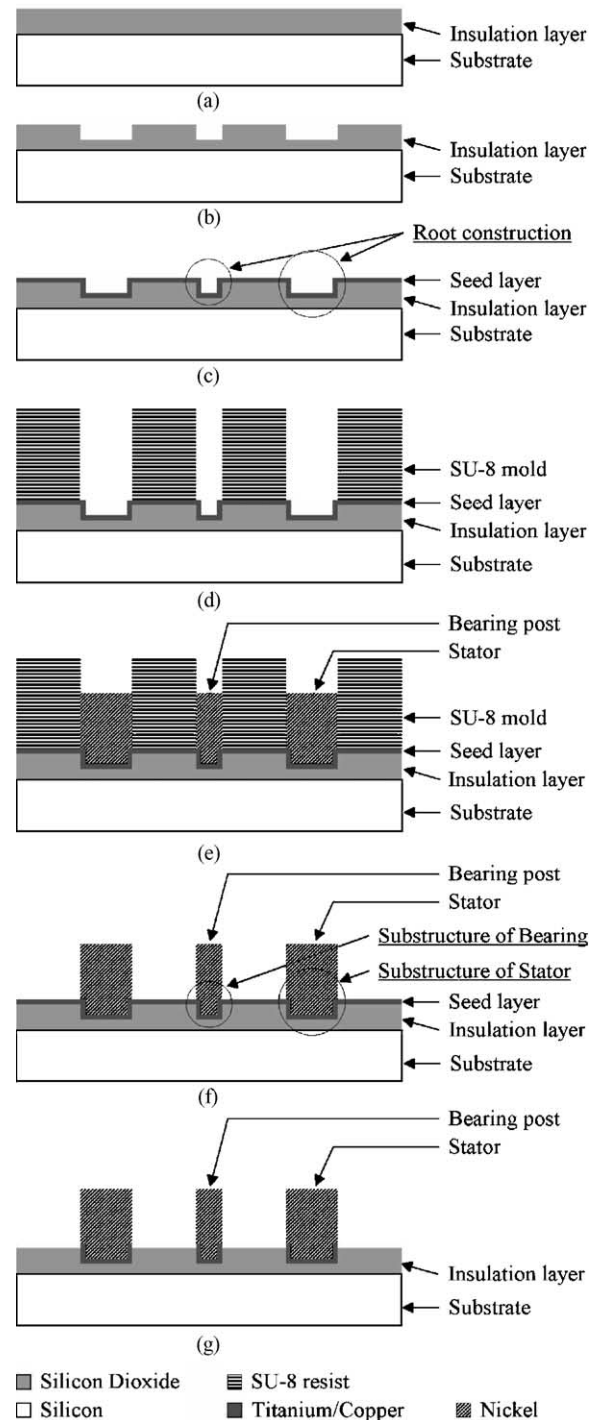 Insulation layer
Substrate
(a)
Insulation layer
Substrate
(b)
Root construction
Seed layer
Insulation layer
Substrate
(c)
SU-8 mold
Seed layer
Insulation layer
Substrate
(d)
Bearing post
Stator
SU-8 mold
Seed layer
Insulation layer
Substrate
(e)
Bearing post
Stator
Substructure of Bearing
Substructure of Stator
Seed layer
Insulation layer
Substrate
(f)
Bearing post
Stator
Insulation layer
Substrate
(g)
Silicon Dioxide SU-8 resist
Silicon Titanium/Copper Nickel